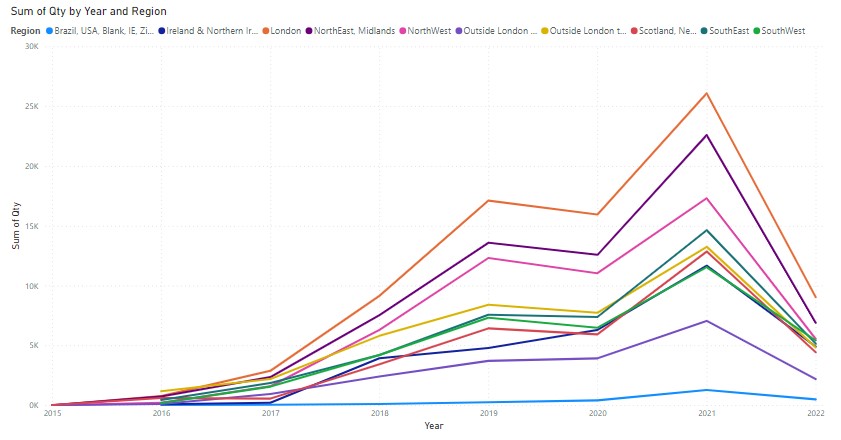 Sum of Qty by Year and Region
Region Brazil, USA, Blank, IE, Zi... Ireland & Northern Ir... London NorthEast, Midlands NorthWest Outside London ... Outside London t... Scotland, Ne... SouthEast SouthWest
30K
25K
20K
15K
10K
5K
0K
Sum of Qty
2015 2016 2017 2018 2019 2020 2021 2022
Year